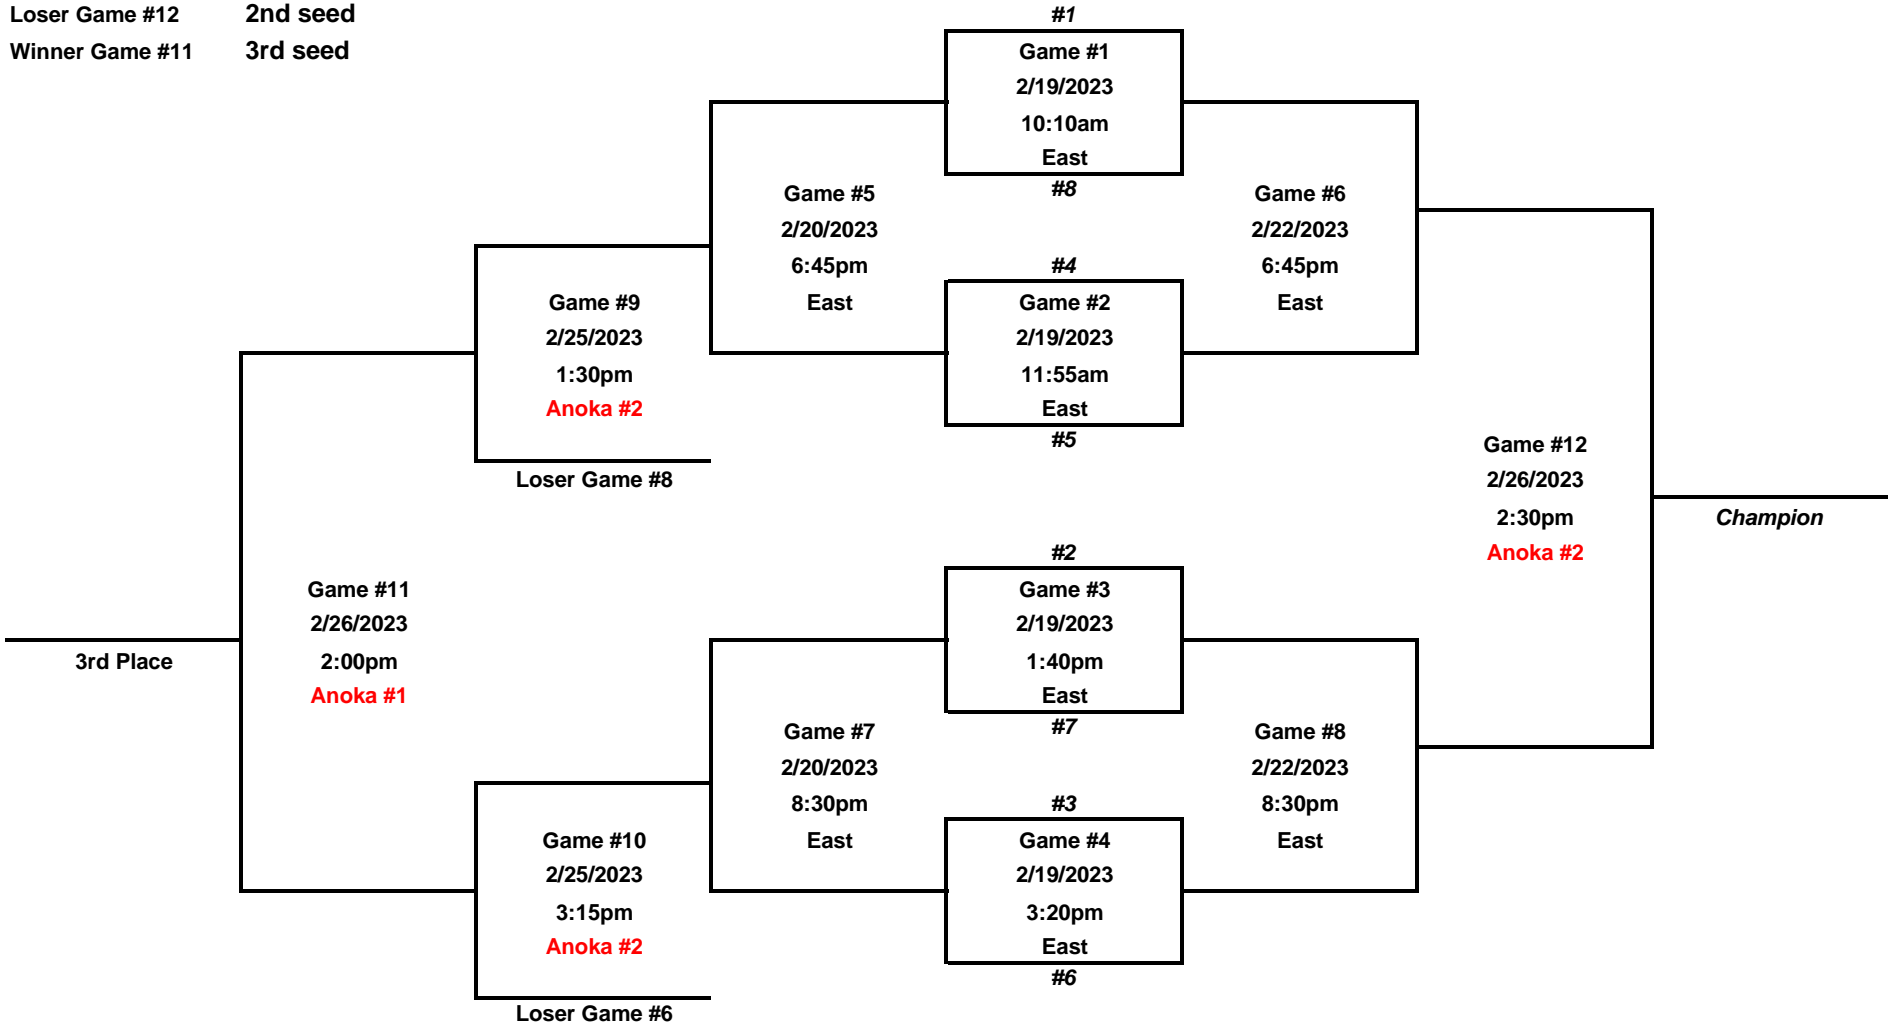 Loser Game #12 2nd seed
Winner Game #11 3rd seed
#1
Game #1
2/19/2023
10:10am
East
#8
Game #5
2/20/2023
6:45pm
East
Game #6
2/22/2023
6:45pm
East
#4
Game #2
2/19/2023
11:55am
East
#5
Game #9
2/25/2023
1:30pm
Anoka #2
Loser Game #8
Game #12
2/26/2023
2:30pm
Anoka #2
Champion
#2
Game #3
2/19/2023
1:40pm
East
#7
Game #11
2/26/2023
2:00pm
Anoka #1
3rd Place
Game #7
2/20/2023
8:30pm
East
Game #8
2/22/2023
8:30pm
East
#3
Game #4
2/19/2023
3:20pm
East
#6
Game #10
2/25/2023
3:15pm
Anoka #2
Loser Game #6